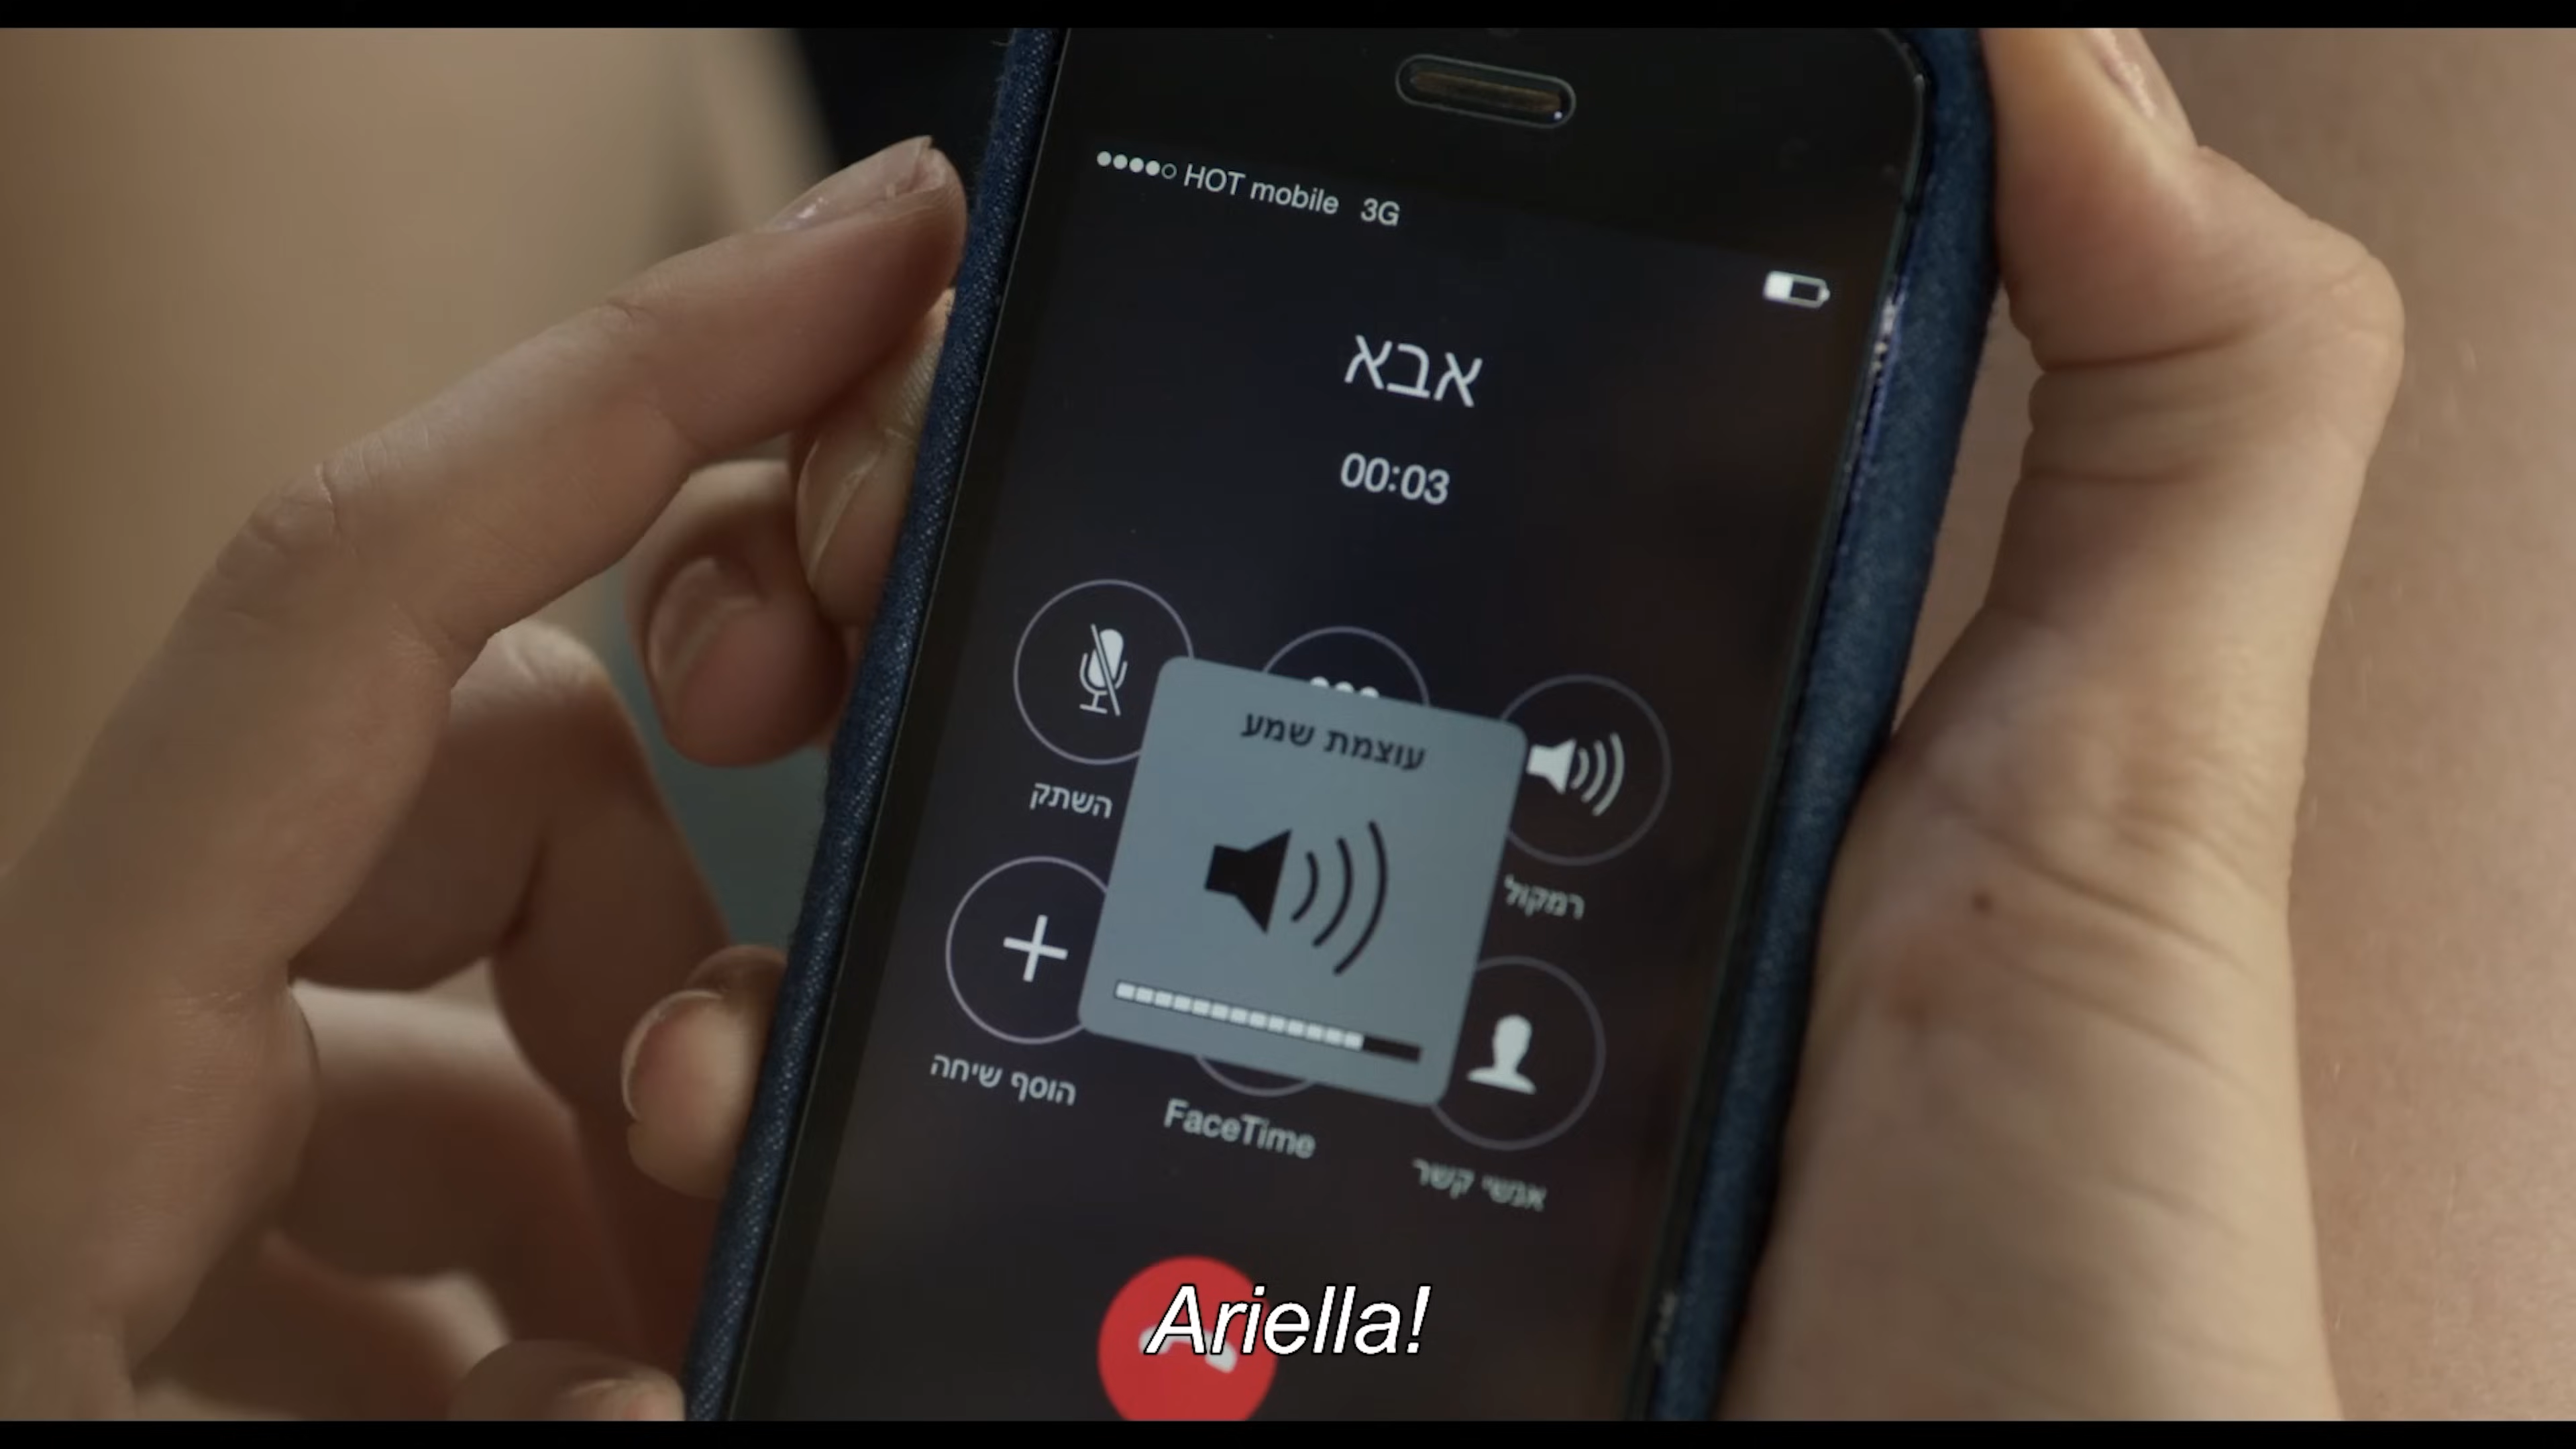 HOT mobile 3G
אבא
00:03
עוצמת שמע
השתק
רמקול
הוסף שיחה
FaceTime
אנשי קשר
Ariella!